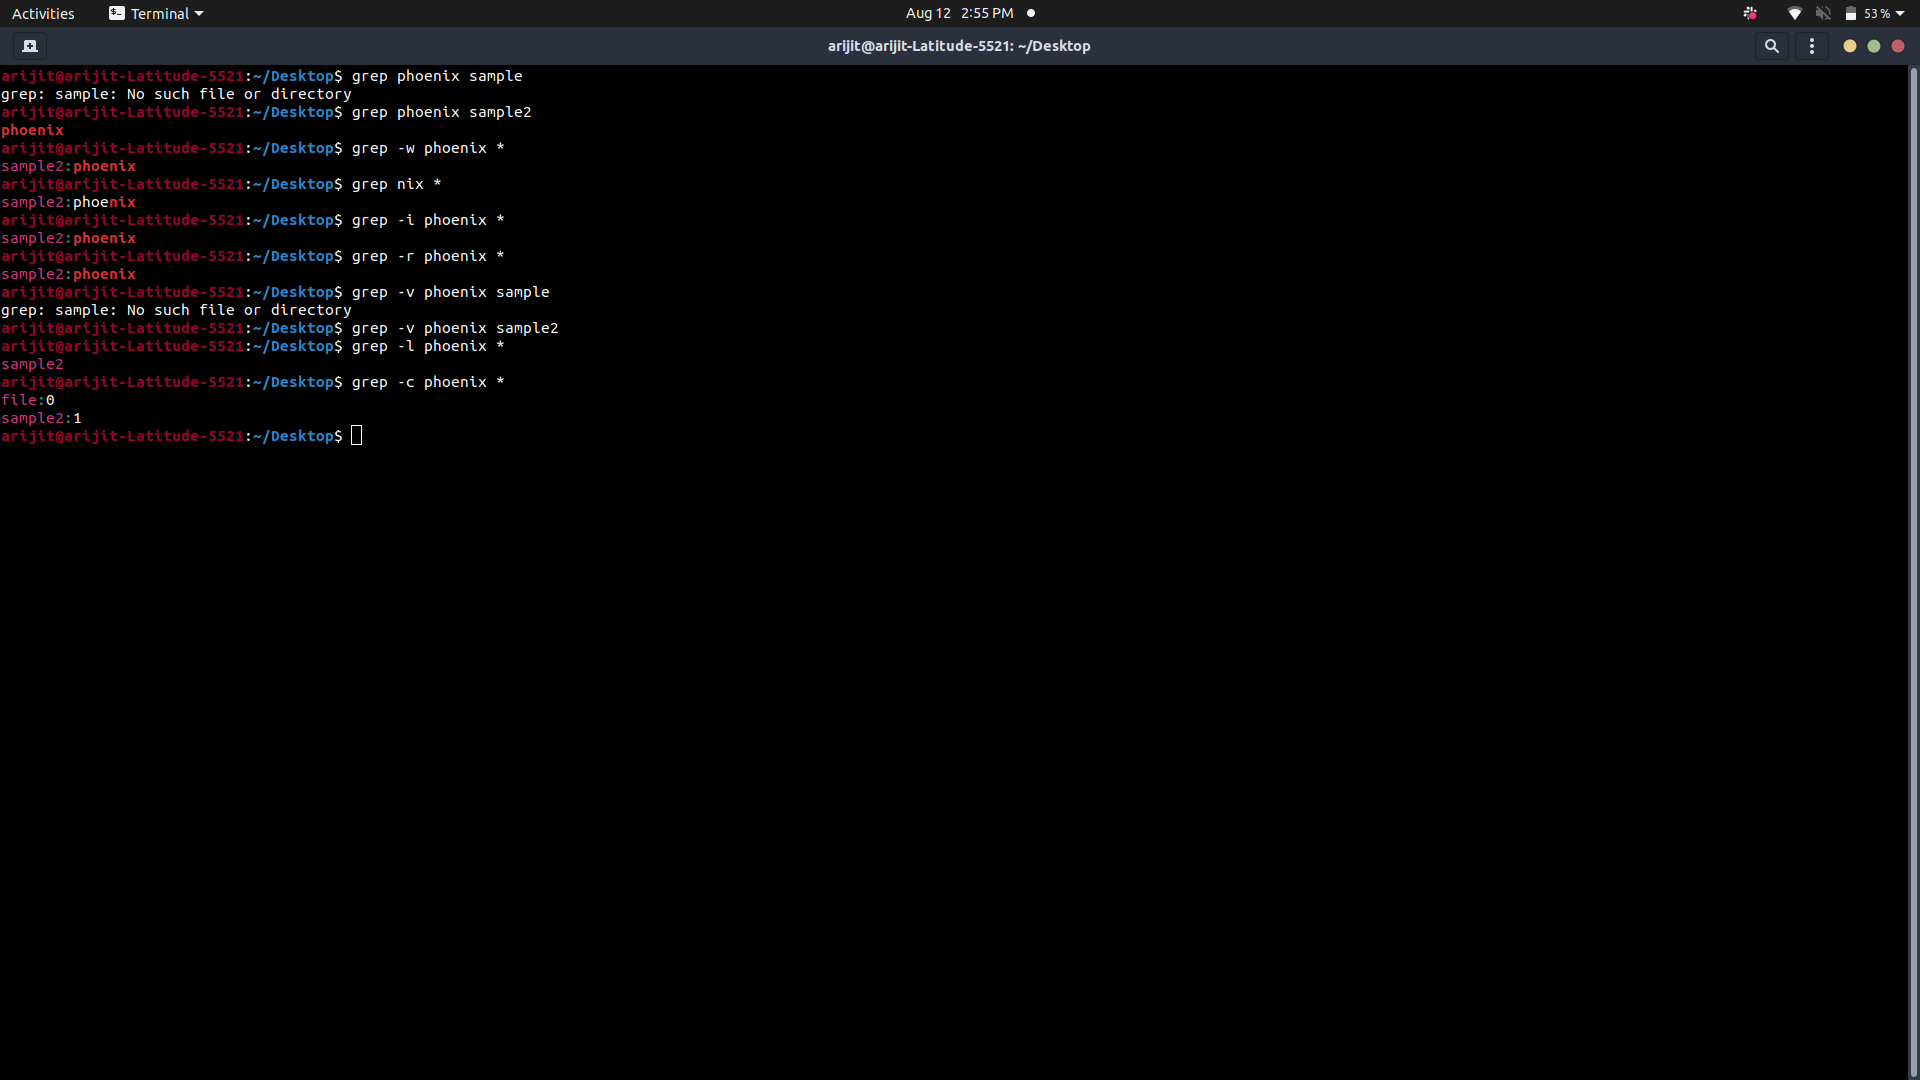 Activities Terminal Aug 12 2:55 PM 53 %
arijit@arijit-Latitude-5521: ~/Desktop
arijit@arijit-Latitude-5521:~/Desktop$ grep phoenix sample
grep: sample: No such file or directory
arijit@arijit-Latitude-5521:~/Desktop$ grep phoenix sample2
phoenix
arijit@arijit-Latitude-5521:~/Desktop$ grep -w phoenix *
sample2:phoenix
arijit@arijit-Latitude-5521:~/Desktop$ grep nix *
sample2:phoenix
arijit@arijit-Latitude-5521:~/Desktop$ grep -i phoenix *
sample2:phoenix
arijit@arijit-Latitude-5521:~/Desktop$ grep -r phoenix *
sample2:phoenix
arijit@arijit-Latitude-5521:~/Desktop$ grep -v phoenix sample
grep: sample: No such file or directory
arijit@arijit-Latitude-5521:~/Desktop$ grep -v phoenix sample2
arijit@arijit-Latitude-5521:~/Desktop$ grep -l phoenix *
sample2
arijit@arijit-Latitude-5521:~/Desktop$ grep -c phoenix *
file:0
sample2:1
arijit@arijit-Latitude-5521:~/Desktop$